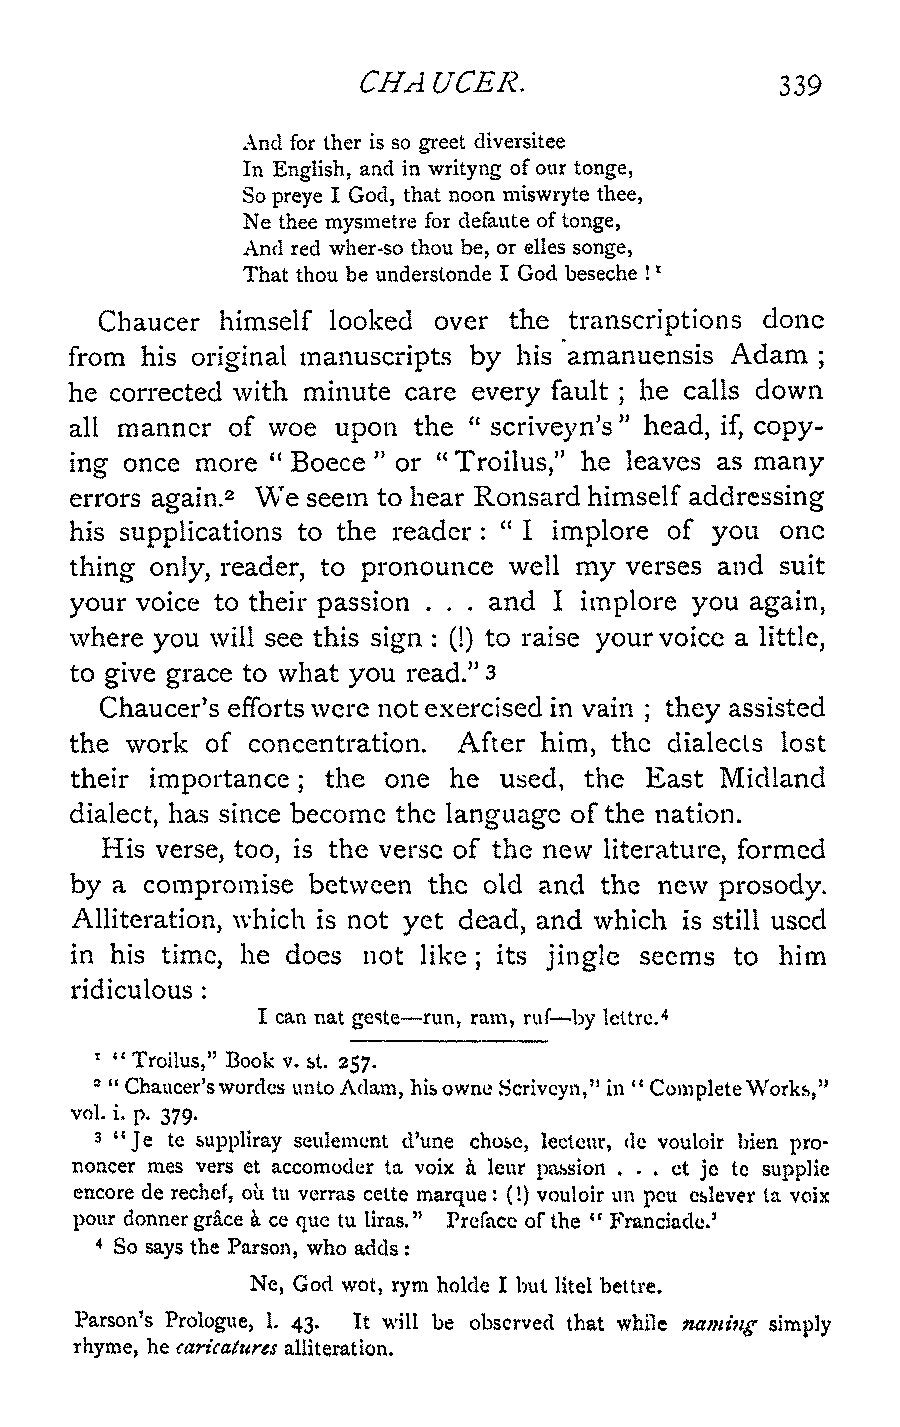 CHAUCER. 339
And for ther is so greet diversitee
In English, and in writyng of our tonge,
So preye I God, that noon miswryte thee,
Ne thee mysmetre for defaute of tonge,
And red wher-so thou be, or elles songe,
That thou be understonde I God beseche ! 1
Chaucer himself looked over the transcriptions done
from his original manuscripts by his amanuensis Adam ;
he corrected with minute care every fault ; he calls down
all manner of woe upon the " scriveyn's " head, if, copy-
ing once more " Boece " or " Troilus," he leaves as many
errors again.2 We seem to hear Ronsard himself addressing
his supplications to the reader : " I implore of you one
thing only, reader, to pronounce well my verses and suit
your voice to their passion . . . and I implore you again,
where you will see this sign : (!) to raise your voice a little,
to give grace to what you read." 3
Chaucer's efforts were not exercised in vain ; they assisted
the work of concentration. After him, the dialects lost
their importance ; the one he used, the East Midland
dialect, has since become the language of the nation.
His verse, too, is the verse of the new literature, formed
by a compromise between the old and the new prosody.
Alliteration, which is not yet dead, and which is still used
in his time, he does not like ; its jingle seems to him
ridiculous :
I can nat geste—run, ram, ruf—by lettre.4
1 " Troilus," Book v. st. 257.
2 " Chaucer's wordes unto Adam, his owne Scriveyn," in " Complete Works,"
vol. i. p. 379.
3 " Je te suppliray seulement d'une chose, lecteur, de vouloir bien pro-
noncer mes vers et accomoder ta voix à leur passion . . . et je te supplie
encore de rechef, où tu verras cette marque : (!) vouloir un peu eslever ta voix
pour donner grâce à ce que tu liras." Preface of the " Franciade.'
4 So says the Parson, who adds :
Ne, God wot, rym holde I but litel bettre.
Parson's Prologue, l. 43. It will be observed that while naming simply
rhyme, he caricatures alliteration.